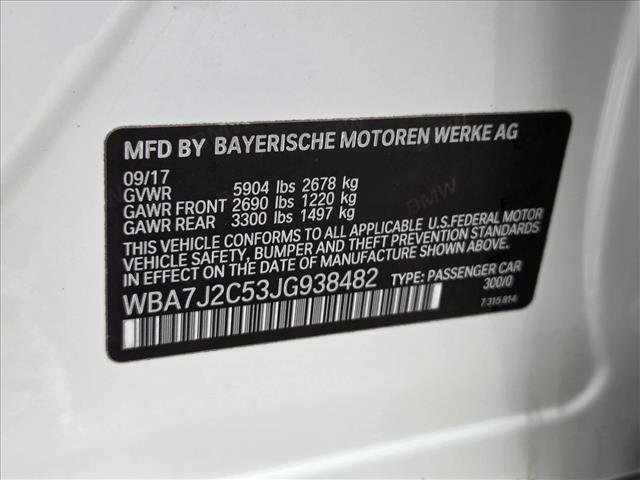 MFD BY BAYERISCHE MOTOREN WERKE AG
09/17
GVWR 5904 lbs 2678 kg
GAWR FRONT 2690 lbs 1220 kg
GAWR REAR 3300 lbs 1497 kg
BMW
THIS VEHICLE CONFORMS TO ALL APPLICABLE U.S.FEDERAL MOTOR
VEHICLE SAFETY, BUMPER AND THEFT PREVENTION STANDARDS
IN EFFECT ON THE DATE OF MANUFACTURE SHOWN ABOVE.
WBA7J2C53JG938482 TYPE: PASSENGER CAR
300/0